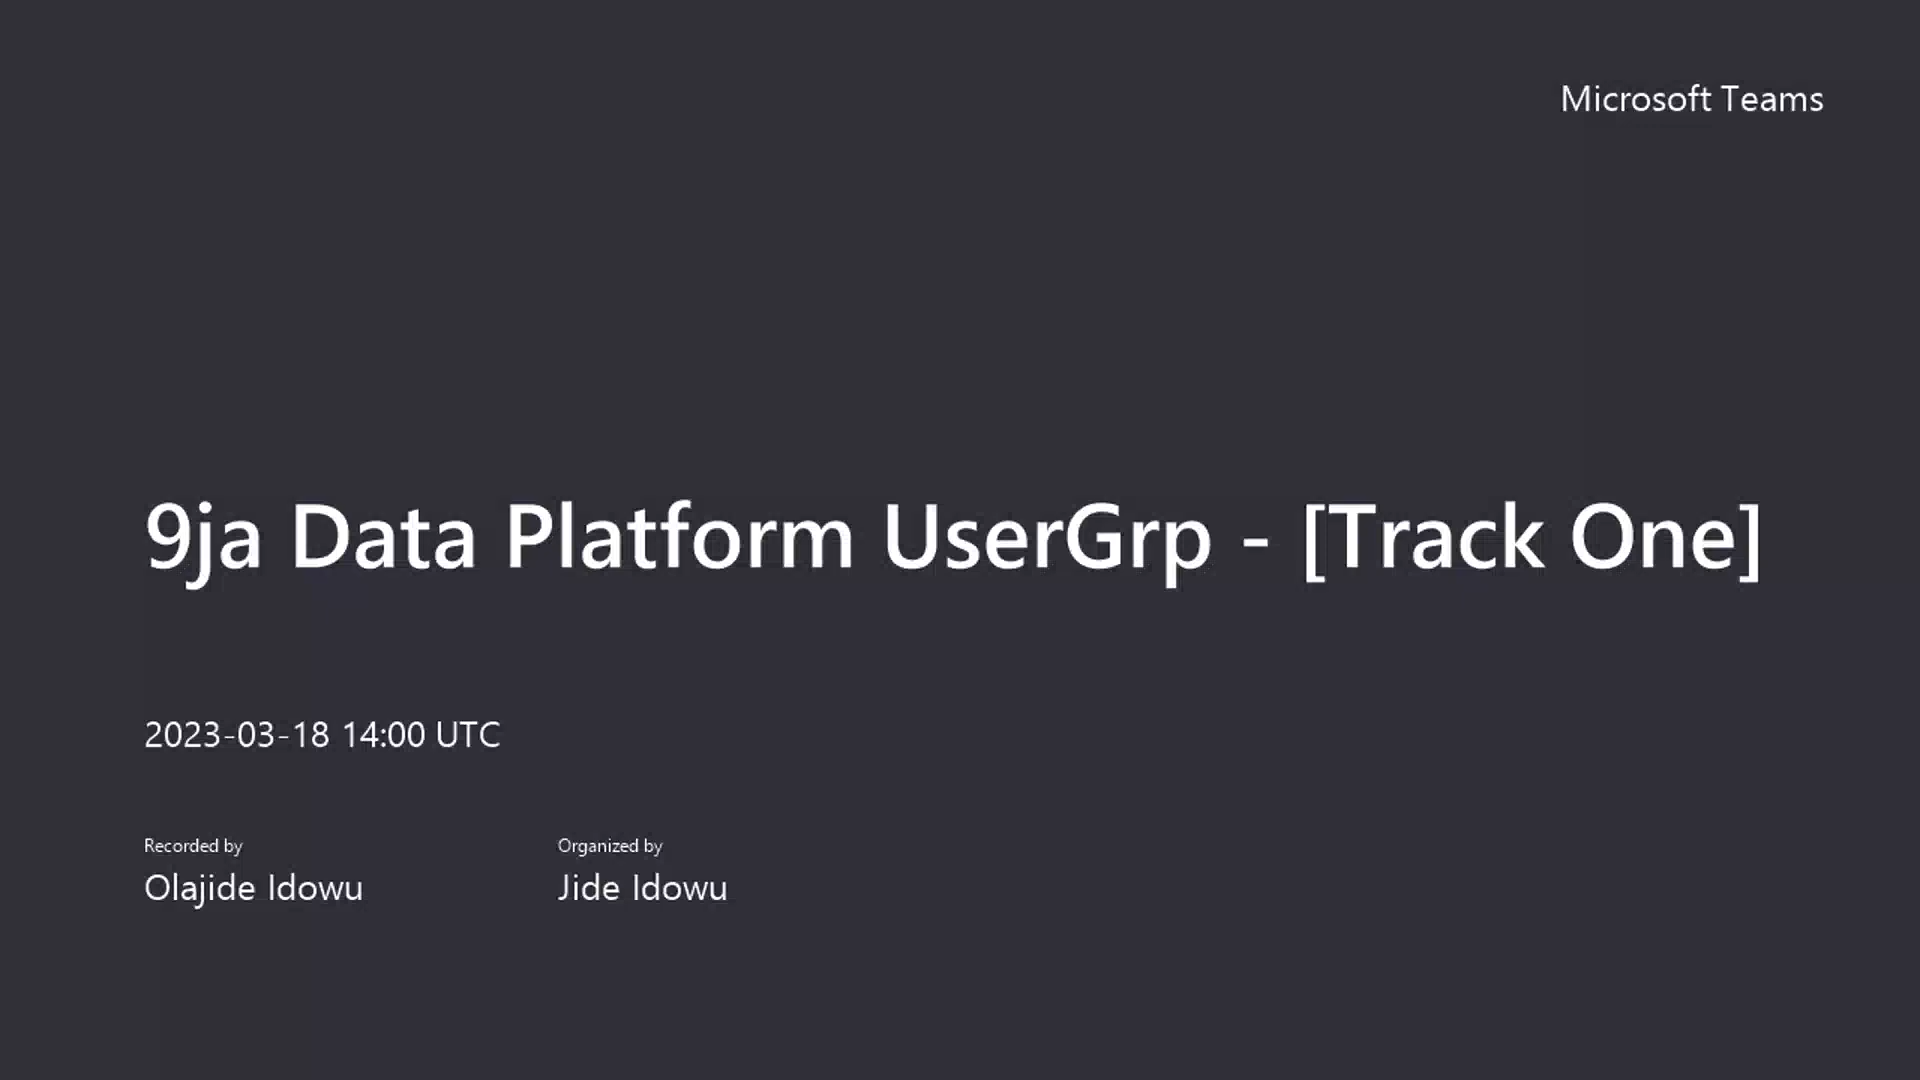 Microsoft Teams
9ja Data Platform UserGrp - [Track One]
2023-03-18 14:00 UTC
Recorded by
Olajide Idowu
Organized by
Jide Idowu